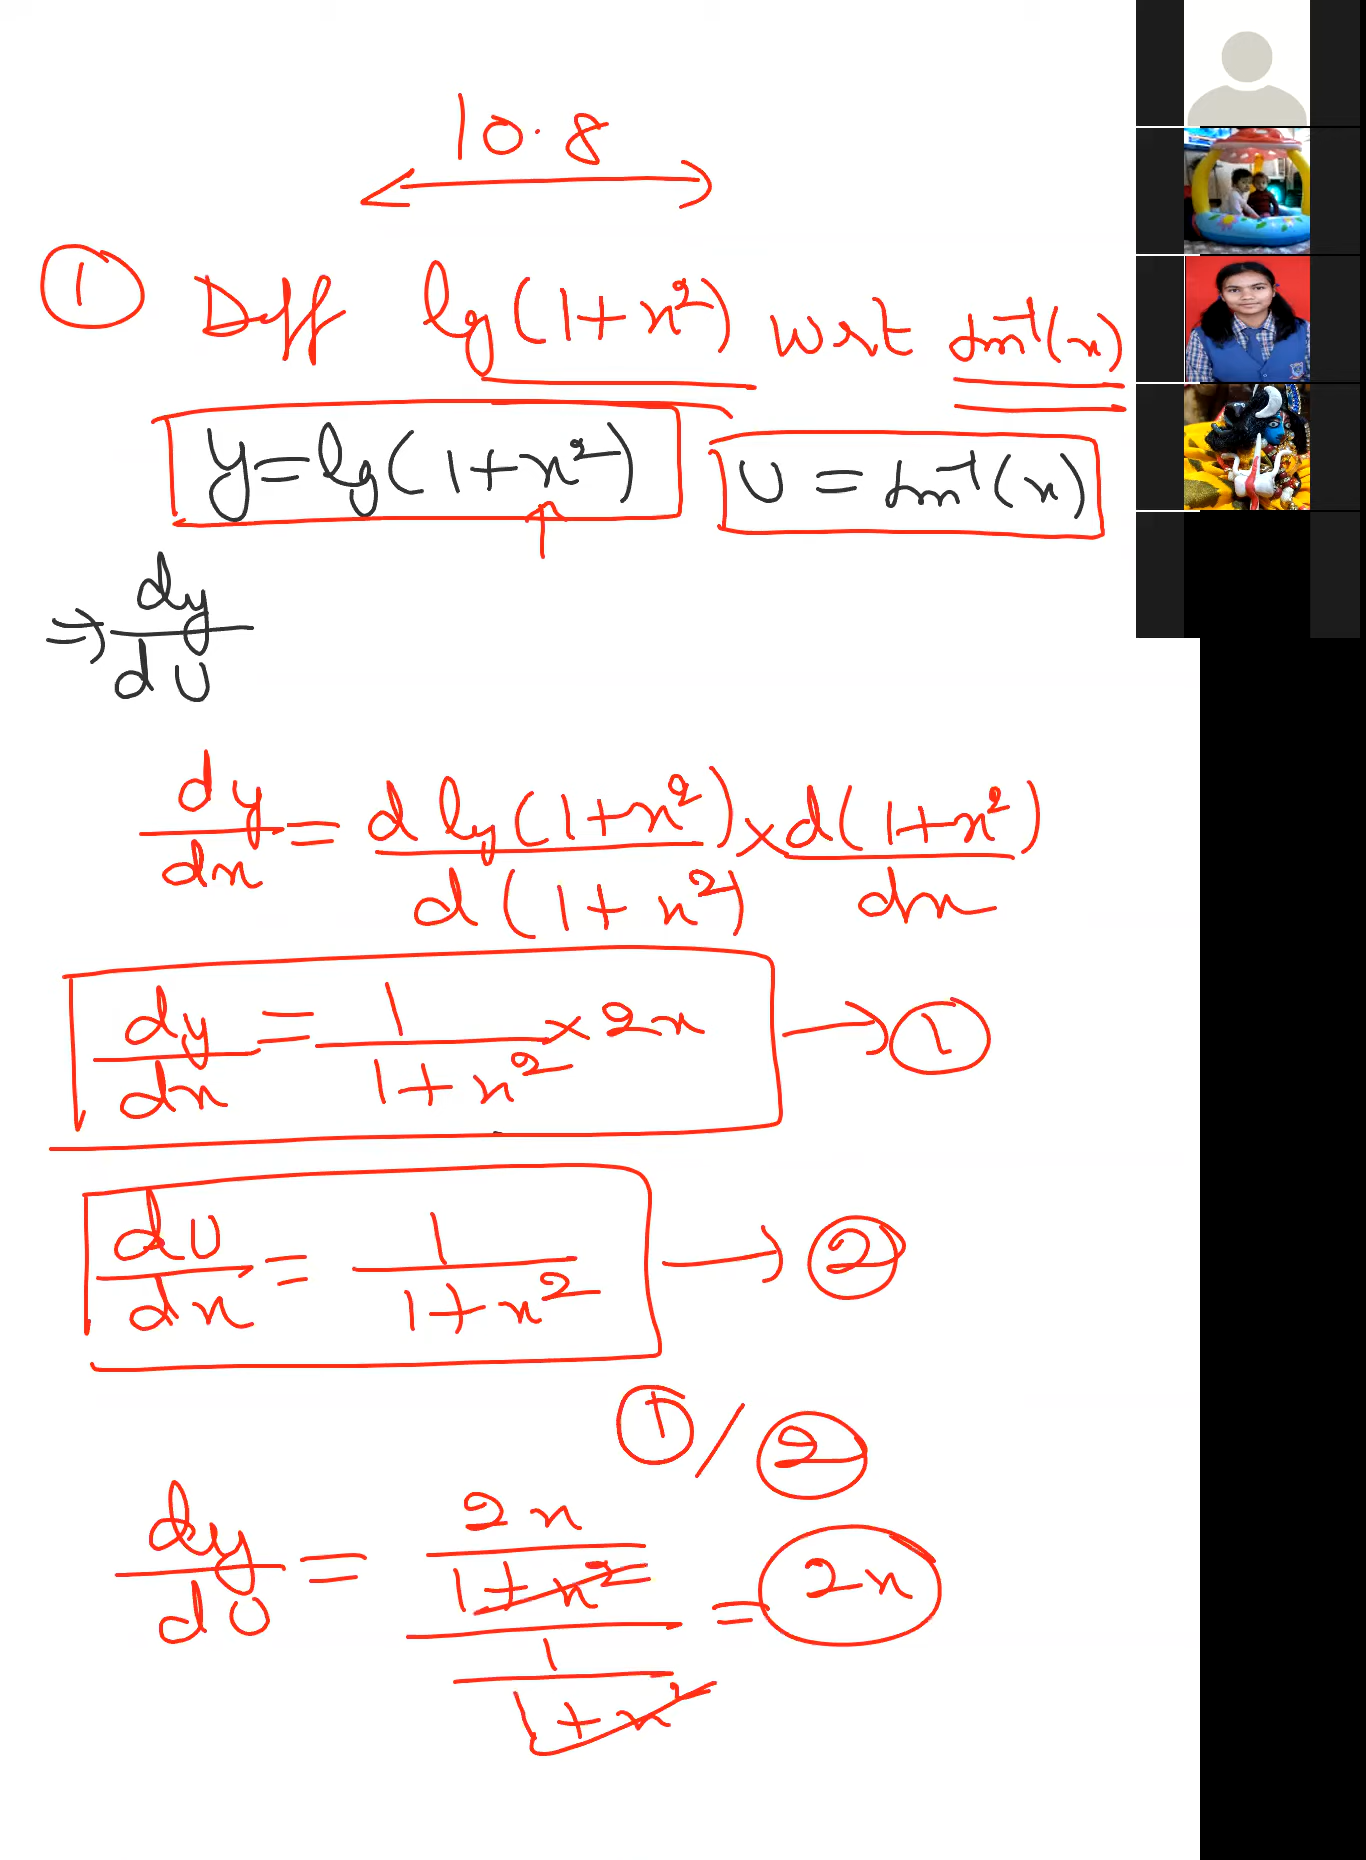 10.8
① Diff log(1+x²) wrt tan⁻¹(x)
y=log(1+x²) U=tan⁻¹(x)
⇒ dy/dU
dy/dx = d log(1+x²)/d(1+x²) × d(1+x²)/dx
dy/dx = 1/(1+x²) × 2x → ①
dU/dx = 1/(1+x²) → ②
①/②
dy/dU = (2x/(1+x²))/(1/(1+x²)) = 2x